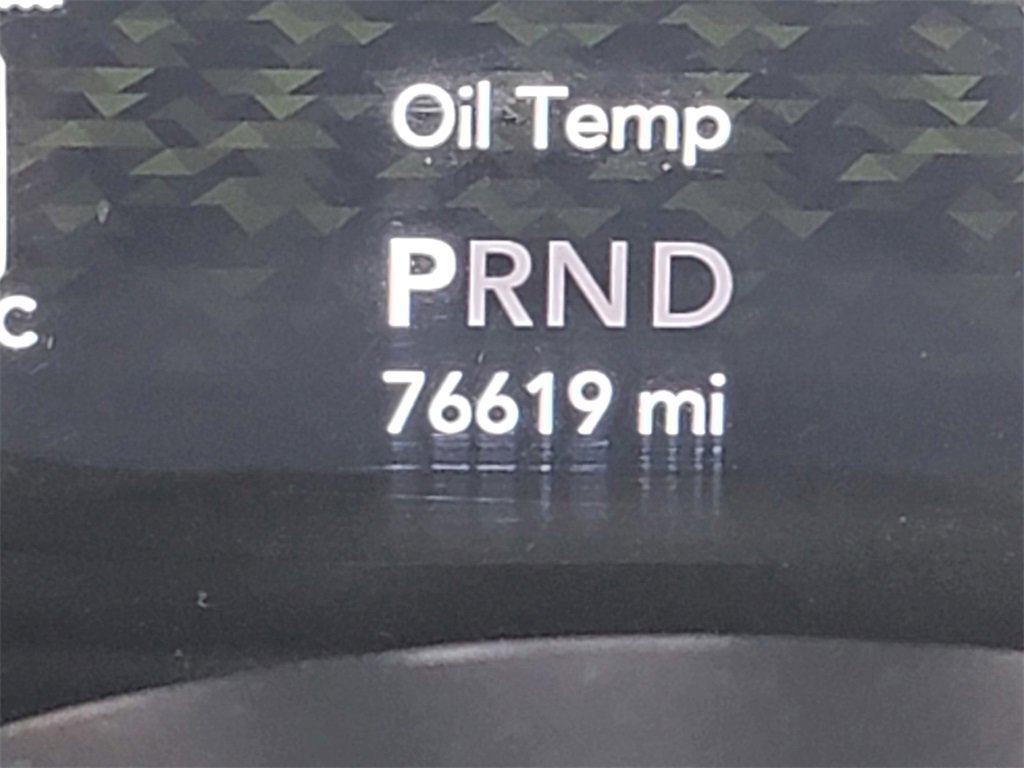 Oil Temp
PRND
C
76619 mi